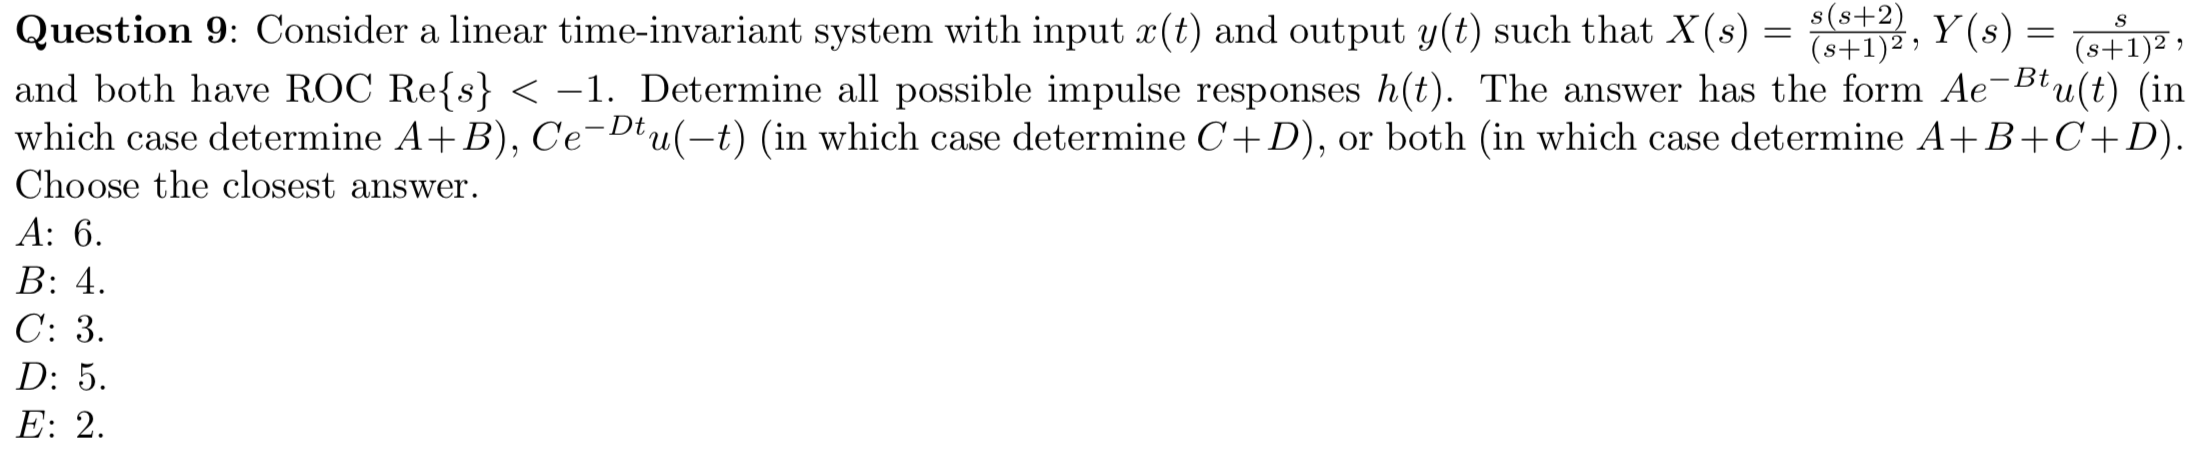 Question 9: Consider a linear time-invariant system with input x(t) and output y(t) such that X(s) = \frac{s(s+2)}{(s+1)^2}, Y(s) = \frac{s}{(s+1)^2},
and both have ROC Re{s} < −1. Determine all possible impulse responses h(t). The answer has the form Ae^{−Bt}u(t) (in
which case determine A+B), Ce^{−Dt}u(−t) (in which case determine C+D), or both (in which case determine A+B+C+D).
Choose the closest answer.
A: 6.
B: 4.
C: 3.
D: 5.
E: 2.